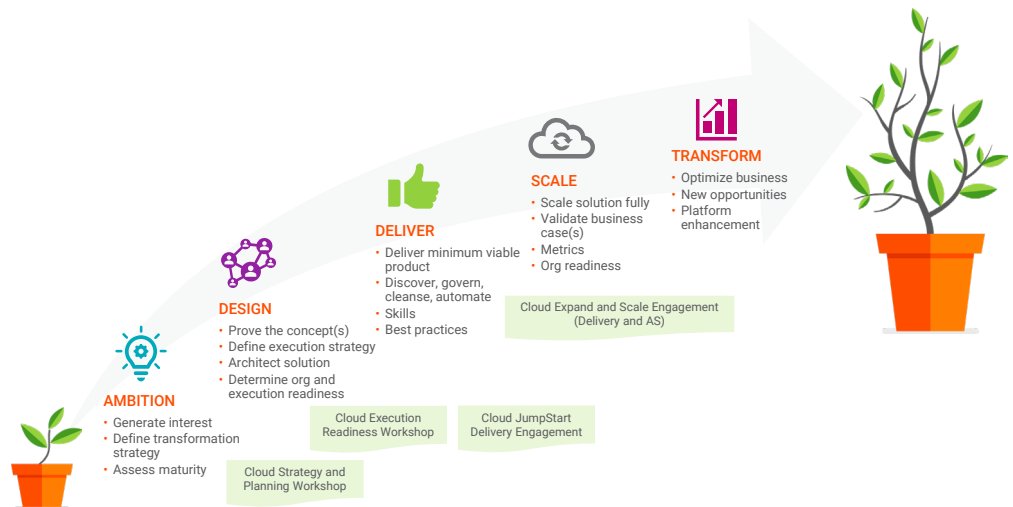 AMBITION
• Generate interest
• Define transformation
strategy
• Assess maturity
DESIGN
• Prove the concept(s)
• Define execution strategy
• Architect solution
• Determine org and
execution readiness
DELIVER
• Deliver minimum viable
product
• Discover, govern,
cleanse, automate
• Skills
• Best practices
SCALE
• Scale solution fully
• Validate business
case(s)
• Metrics
• Org readiness
TRANSFORM
• Optimize business
• New opportunities
• Platform
enhancement
Cloud Strategy and
Planning Workshop
Cloud Execution
Readiness Workshop
Cloud JumpStart
Delivery Engagement
Cloud Expand and Scale Engagement
(Delivery and AS)